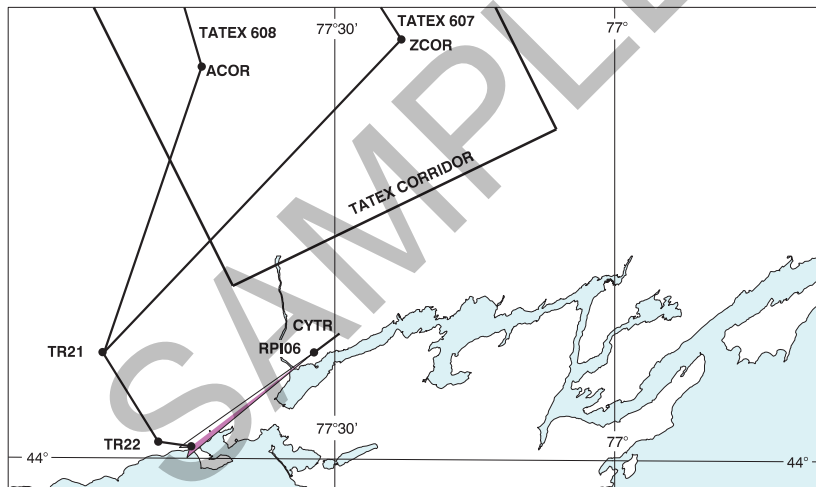 TATEX 608
77°30'
TATEX 607
77°
ACOR
ZCOR
TATEX CORRIDOR
CYTR
RPI06
TR21
TR22
77°30'
77°
44°
44°
SAMPLE